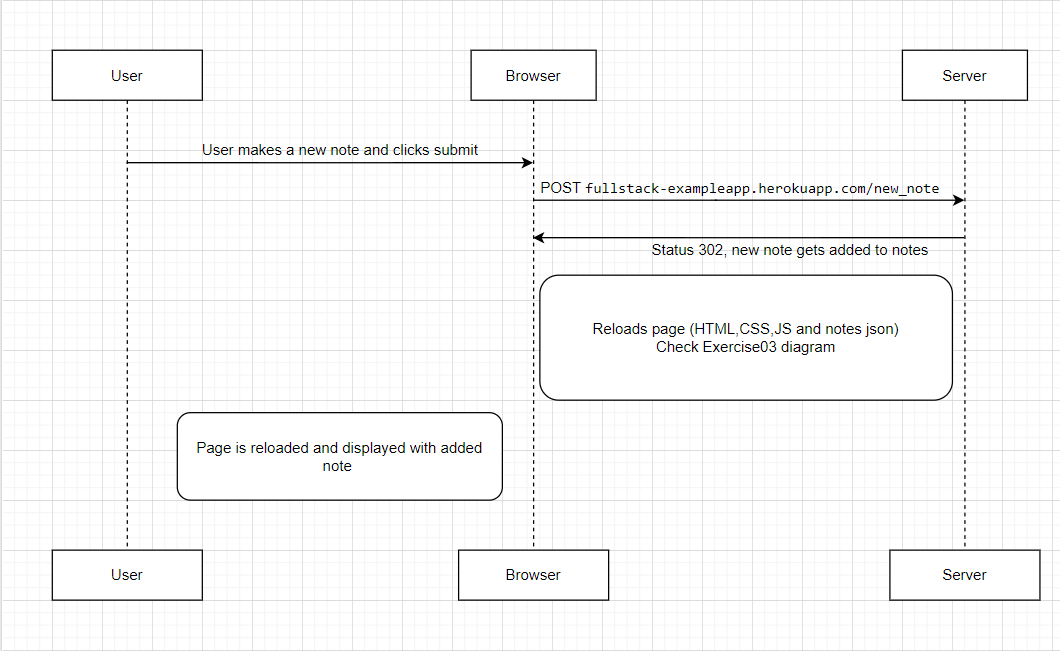 User
Browser
Server
User makes a new note and clicks submit
POST fullstack-exampleapp.herokuapp.com/new_note
Status 302, new note gets added to notes
Reloads page (HTML,CSS,JS and notes json)
Check Exercise03 diagram
Page is reloaded and displayed with added
note
User
Browser
Server